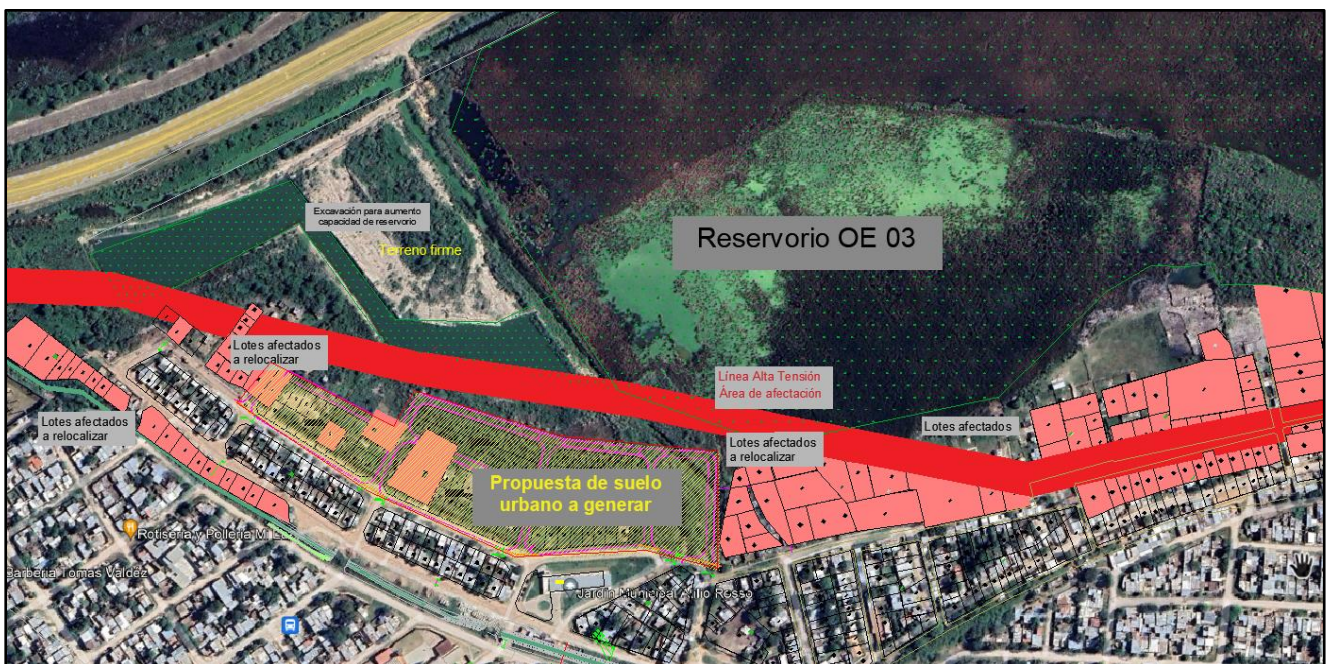 Excavación para aumento
capacidad de reservorio
Terreno firme
Reservorio OE 03
Lotes afectados
a relocalizar
Línea Alta Tensión
Área de afectación
Lotes afectados
a relocalizar
Lotes afectados
Lotes afectados
a relocalizar
Propuesta de suelo
urbano a generar
Rotisería y Pollería M
Barbería Tomas Valdez
Jardín Municipal
Rosso